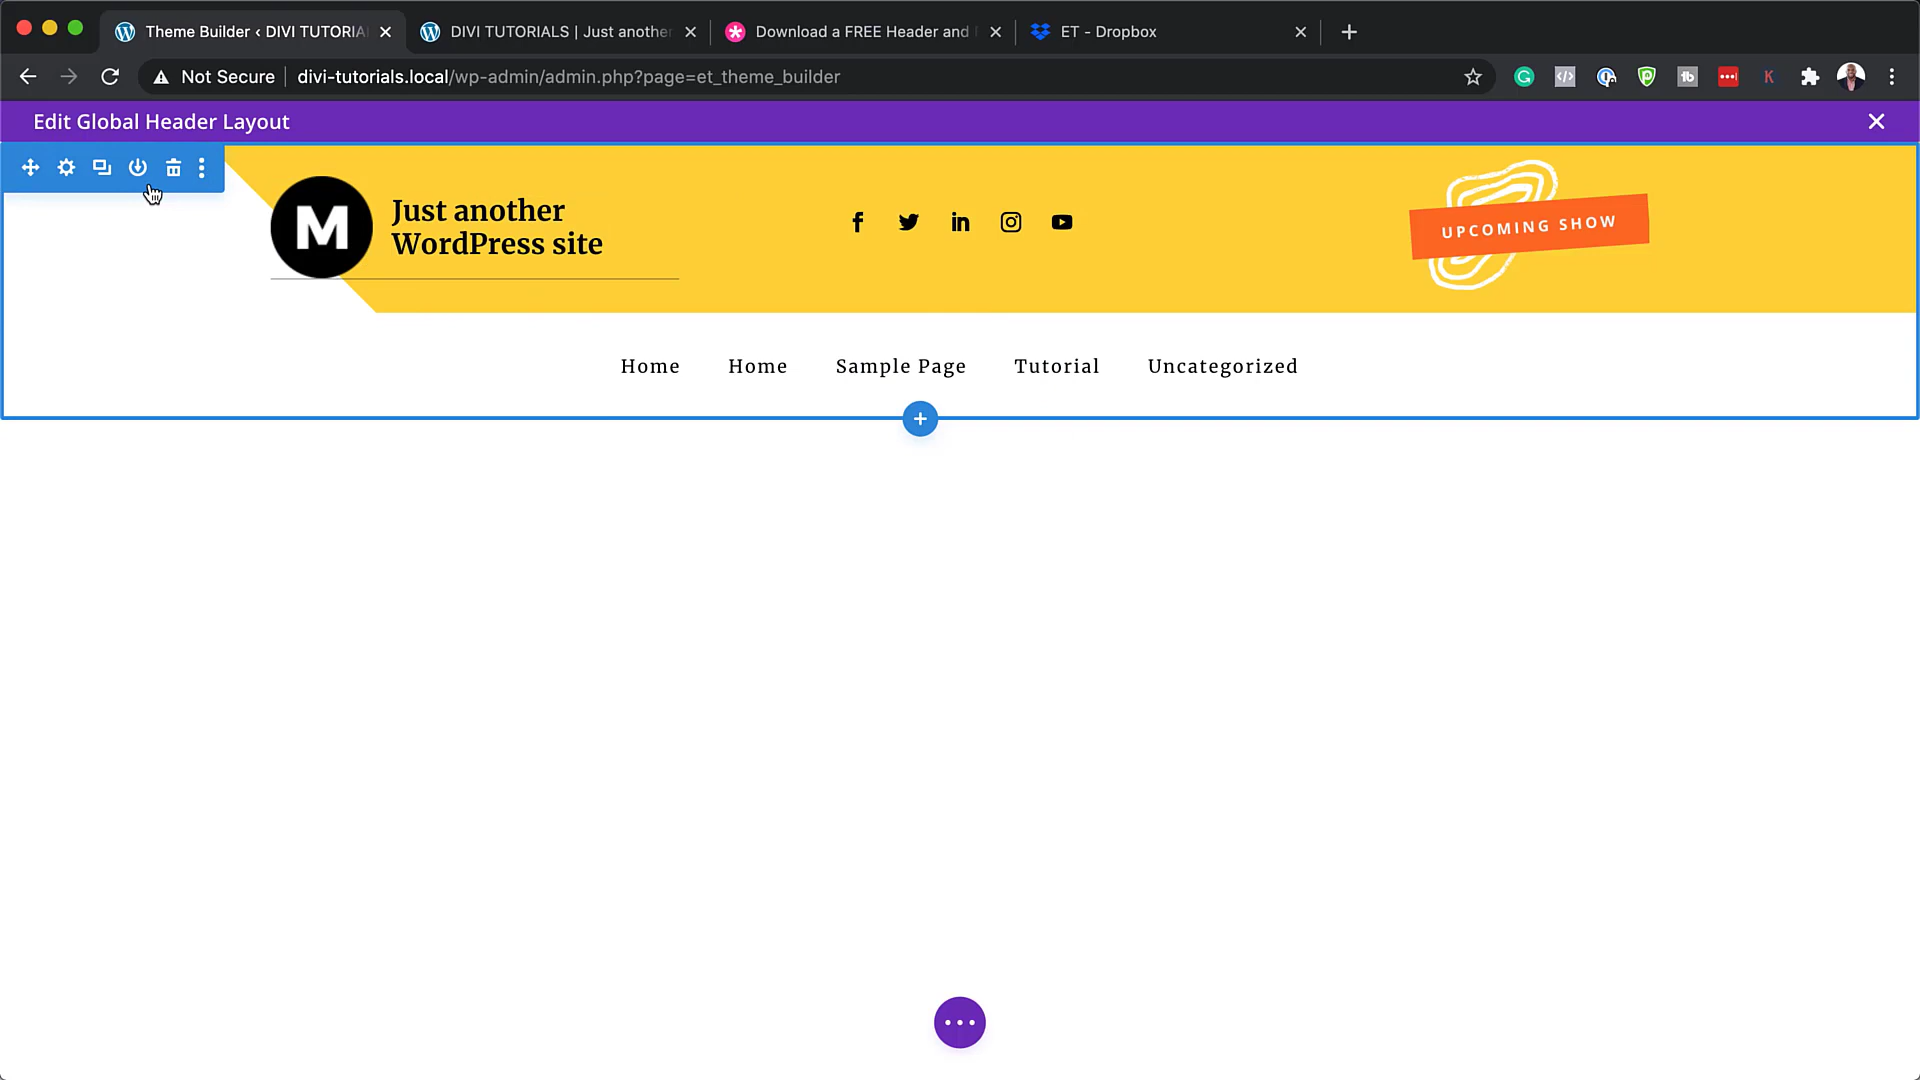 Theme Builder ‹ DIVI TUTORIA
DIVI TUTORIALS | Just another
Download a FREE Header and
ET - Dropbox
Not Secure
divi-tutorials.local/wp-admin/admin.php?page=et_theme_builder
Edit Global Header Layout
M
Just another
WordPress site
UPCOMING SHOW
Home
Home
Sample Page
Tutorial
Uncategorized